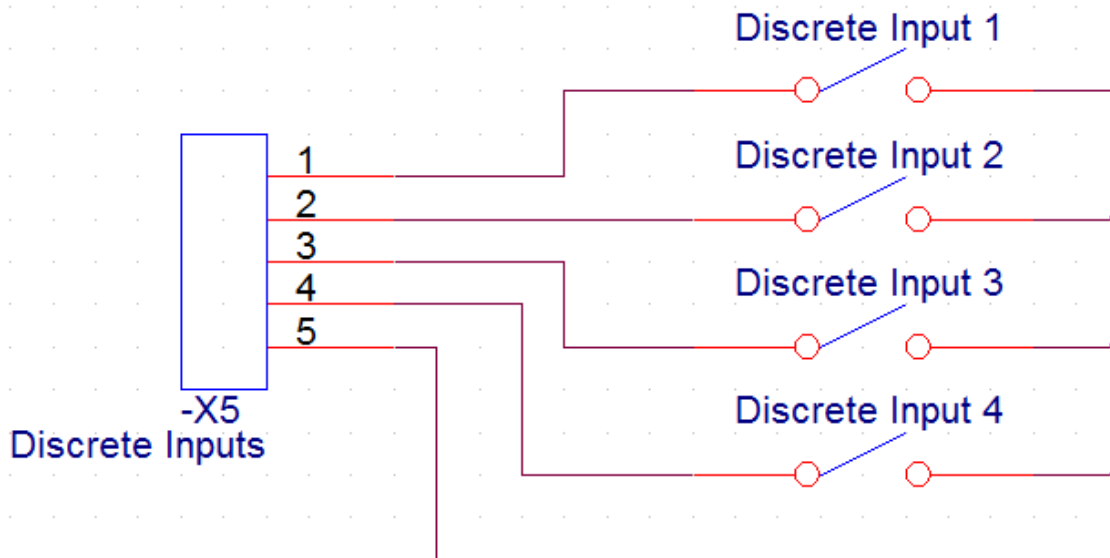 Discrete Input 1
1
Discrete Input 2
2
3
Discrete Input 3
4
5
-X5
Discrete Input 4
Discrete Inputs